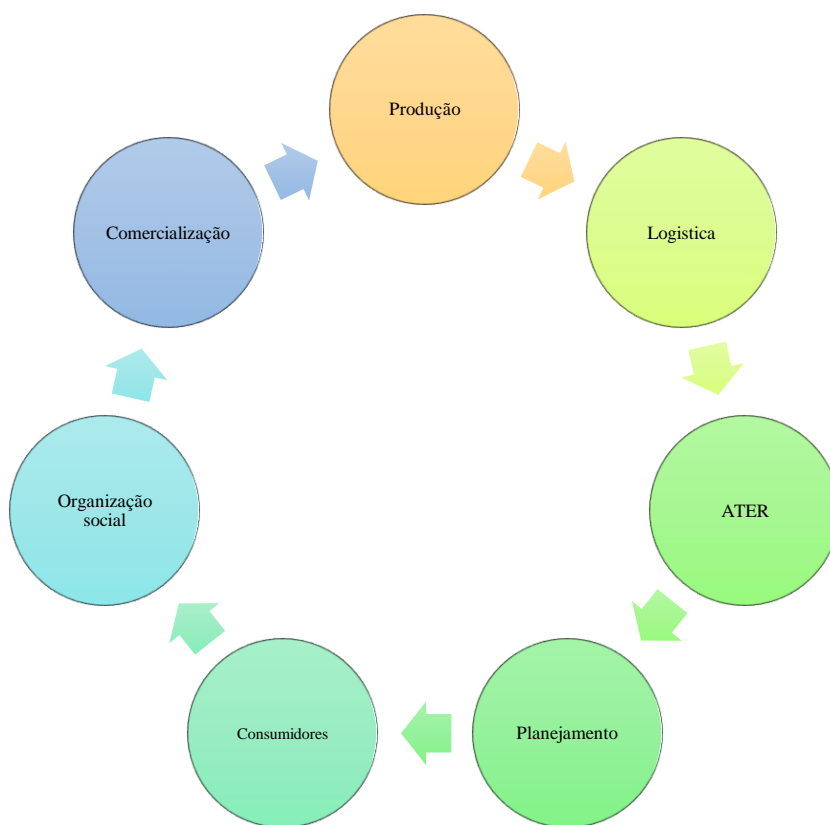 Produção
Logistica
ATER
Planejamento
Consumidores
Organização
social
Comercialização